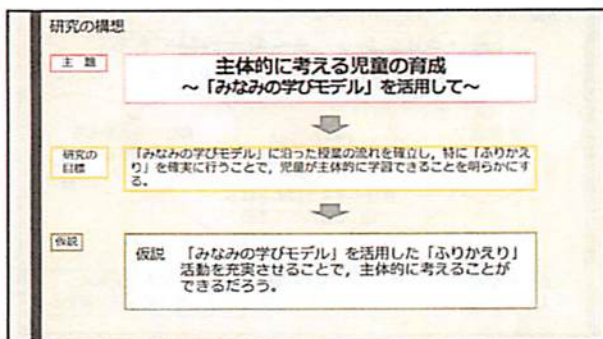 研究の構想
主 題
主体的に考える児童の育成
～「みなみの学びモデル」を活用して～
研究の
目標
「みなみの学びモデル」に沿った授業の流れを確立し，特に「ふりかえ
り」を確実に行うことで，児童が主体的に学習できることを明らかにす
る。
仮説
仮説 「みなみの学びモデル」を活用した「ふりかえり」
活動を充実させることで，主体的に考えることが
できるだろう。